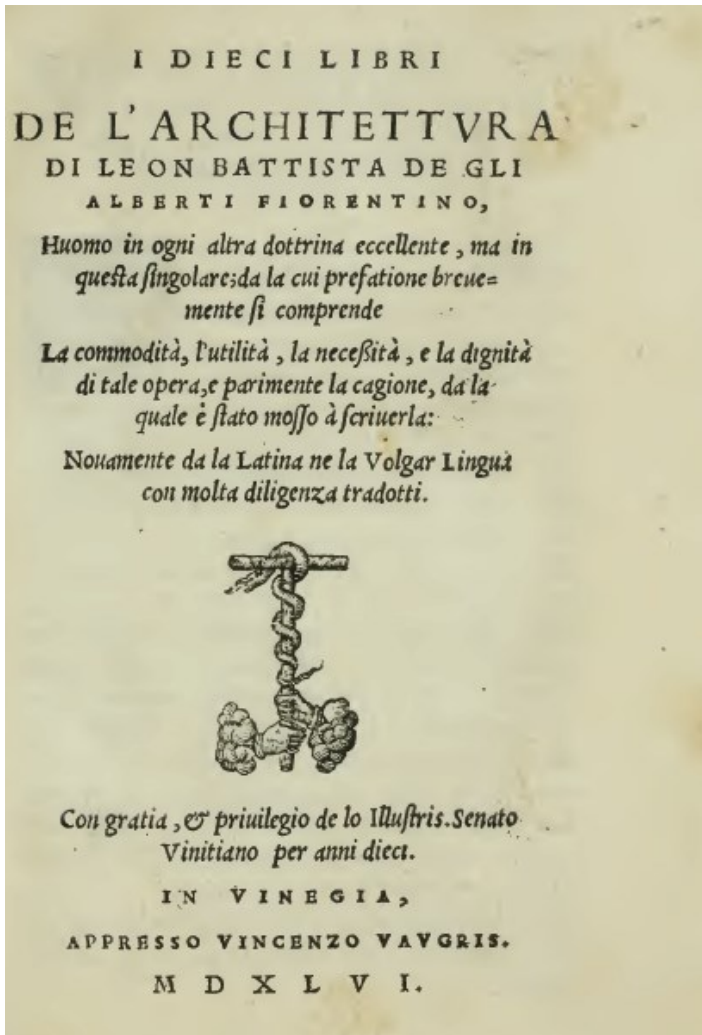 I DIECI LIBRI
DE L'ARCHITETTVRA
DI LEON BATTISTA DE GLI
ALBERTI FIORENTINO,
Huomo in ogni altra dottrina eccellente, ma in
queſta ſingolare; da la cui prefatione breue=
mente ſi comprende
La commodità, l'utilità, la neceßità, e la dignità
di tale opera, e parimente la cagione, da la
quale è ſtato moſſo à ſcriuerla:
Nouamente da la Latina ne la Volgar Lingua
con molta diligenza tradotti.
Con gratia, & priuilegio de lo Illuſtris. Senato
Vinitiano per anni dieci.
IN VINEGIA,
APPRESSO VINCENZO VAVGRIS.
M D X L V I.